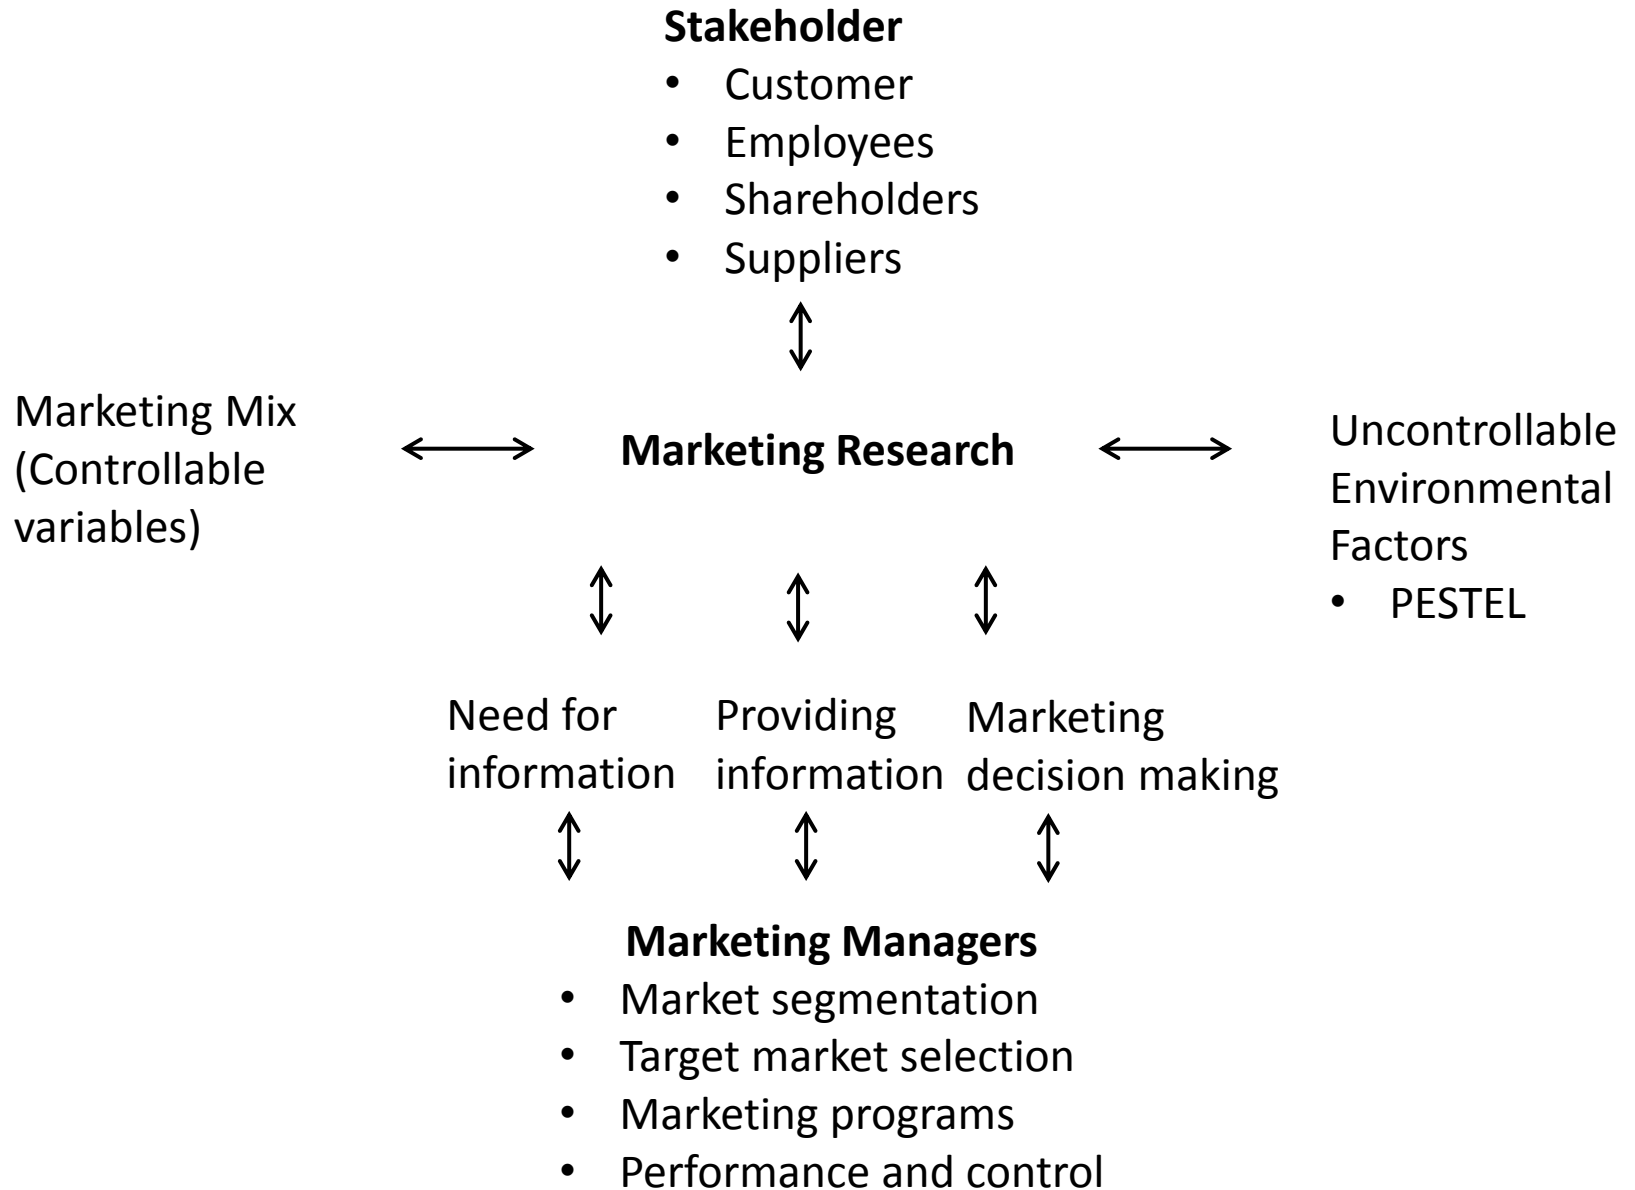 Stakeholder
• Customer
• Employees
• Shareholders
• Suppliers
Marketing Mix
(Controllable
variables)
Marketing Research
Uncontrollable
Environmental
Factors
• PESTEL
Need for
information
Providing
information
Marketing
decision making
Marketing Managers
• Market segmentation
• Target market selection
• Marketing programs
• Performance and control